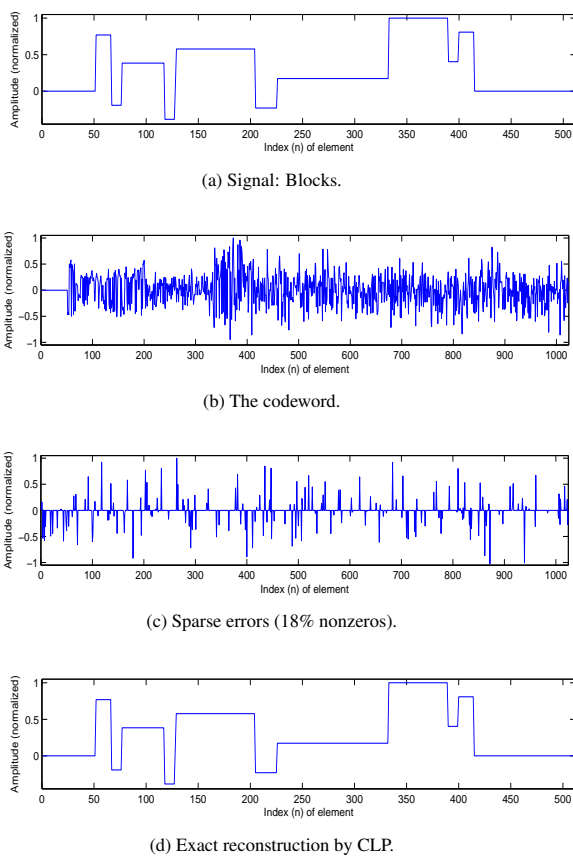 Amplitude (normalized)
1
0.5
0
0 50 100 150 200 250 300 350 400 450 500
Index (n) of element
(a) Signal: Blocks.
Amplitude (normalized)
1
0.5
0
−0.5
−1
0 100 200 300 400 500 600 700 800 900 1000
Index (n) of element
(b) The codeword.
Amplitude (normalized)
1
0.5
0
−0.5
−1
0 100 200 300 400 500 600 700 800 900 1000
Index (n) of element
(c) Sparse errors (18% nonzeros).
Amplitude (normalized)
1
0.5
0
0 50 100 150 200 250 300 350 400 450 500
Index (n) of element
(d) Exact reconstruction by CLP.